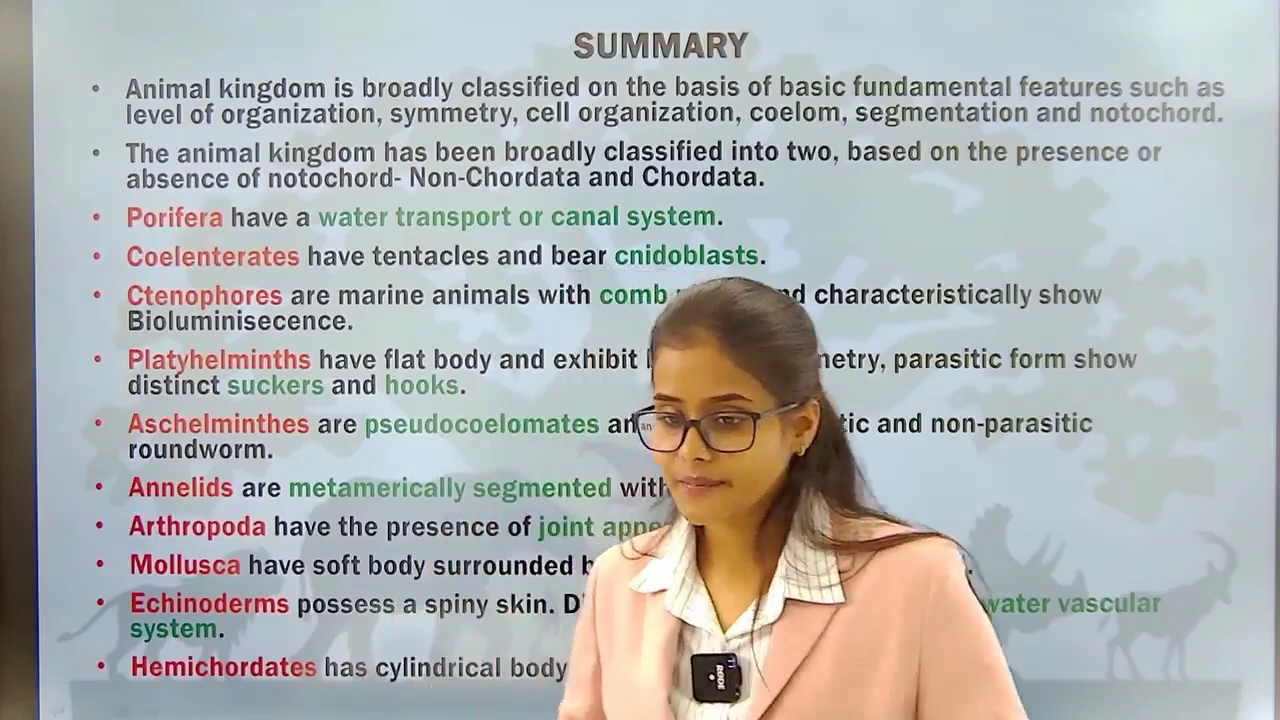 SUMMARY
• Animal kingdom is broadly classified on the basis of basic fundamental features such as
level of organization, symmetry, cell organization, coelom, segmentation and notochord.
• The animal kingdom has been broadly classified into two, based on the presence or
absence of notochord- Non-Chordata and Chordata.
• Porifera have a water transport or canal system.
• Coelenterates have tentacles and bear cnidoblasts.
• Ctenophores are marine animals with comb characteristically show
Bioluminisecence.
• Platyhelminths have flat body and exhibit parasitic form show
distinct suckers and hooks.
• Aschelminthes are pseudocoelomates and non-parasitic
roundworm.
• Annelids are metamerically segmented with
• Arthropoda have the presence of joint
• Mollusca have soft body surrounded
• Echinoderms possess a spiny skin. water vascular
system.
• Hemichordates has cylindrical body
RODE